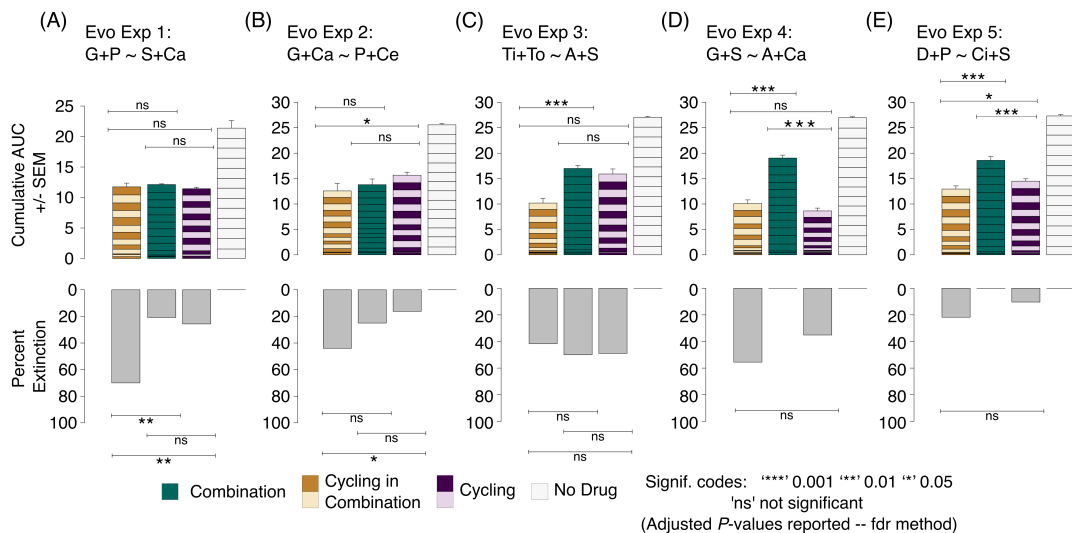 (A) Evo Exp 1:
G+P ~ S+Ca
(B) Evo Exp 2:
G+Ca ~ P+Ce
(C) Evo Exp 3:
Ti+To ~ A+S
(D) Evo Exp 4:
G+S ~ A+Ca
(E) Evo Exp 5:
D+P ~ Ci+S
Cumulative AUC
+/- SEM
25
20
15
10
5
0
ns
ns
ns
30
25
20
15
10
5
0
ns
*
ns
30
25
20
15
10
5
0
***
ns
ns
30
25
20
15
10
5
0
***
ns
***
30
25
20
15
10
5
0
***
*
***
Percent
Extinction
0
20
40
60
80
100
**
ns
**
0
20
40
60
80
100
ns
ns
*
0
20
40
60
80
100
ns
ns
ns
0
20
40
60
80
100
ns
0
20
40
60
80
100
ns
Combination
Cycling in
Combination
Cycling
No Drug
Signif. codes: ‘***’ 0.001 ‘**’ 0.01 ‘*’ 0.05
'ns' not significant
(Adjusted P-values reported -- fdr method)